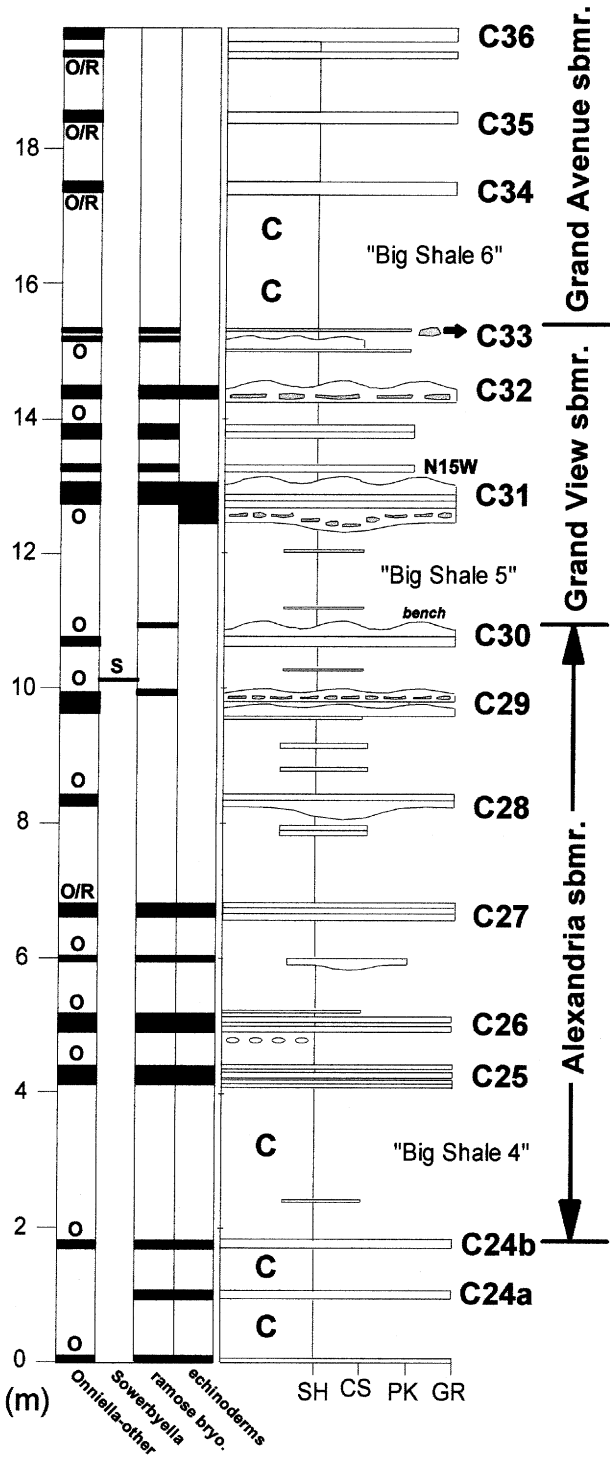 C36
O/R
18
O/R
C35
O/R
C34
C
"Big Shale 6"
16
C
Grand Avenue sbmr.
C33
O
C32
14
O
N15W
C31
O
12
"Big Shale 5"
Grand View sbmr.
bench
O
C30
S
10
O
C29
O
C28
8
O/R
C27
6
O
O
C26
O
C25
4
C
"Big Shale 4"
Alexandria sbmr.
2
O
C24b
C
C24a
C
O
0
(m)
Onniella-other
Sowerbyella
ramose bryo.
echinoderms
SH
CS
PK
GR